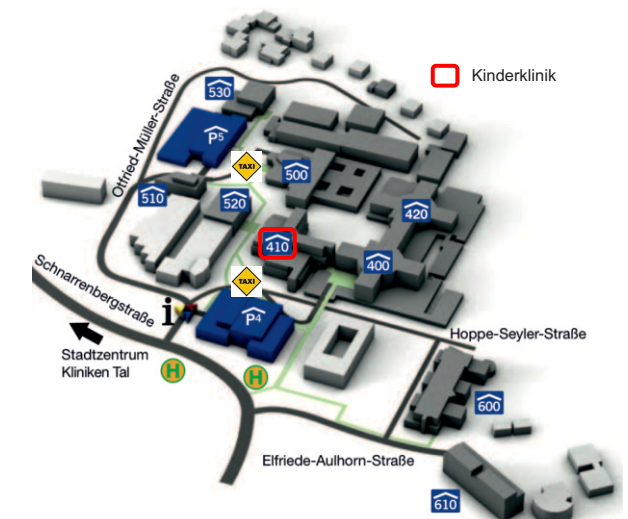 Kinderklinik
530
P5
Otfried-Müller-Straße
TAXI
500
510
520
420
410
400
TAXI
Schnarrenbergstraße
i
P4
Hoppe-Seyler-Straße
Stadtzentrum
Kliniken Tal
H
H
600
Elfriede-Aulhorn-Straße
610